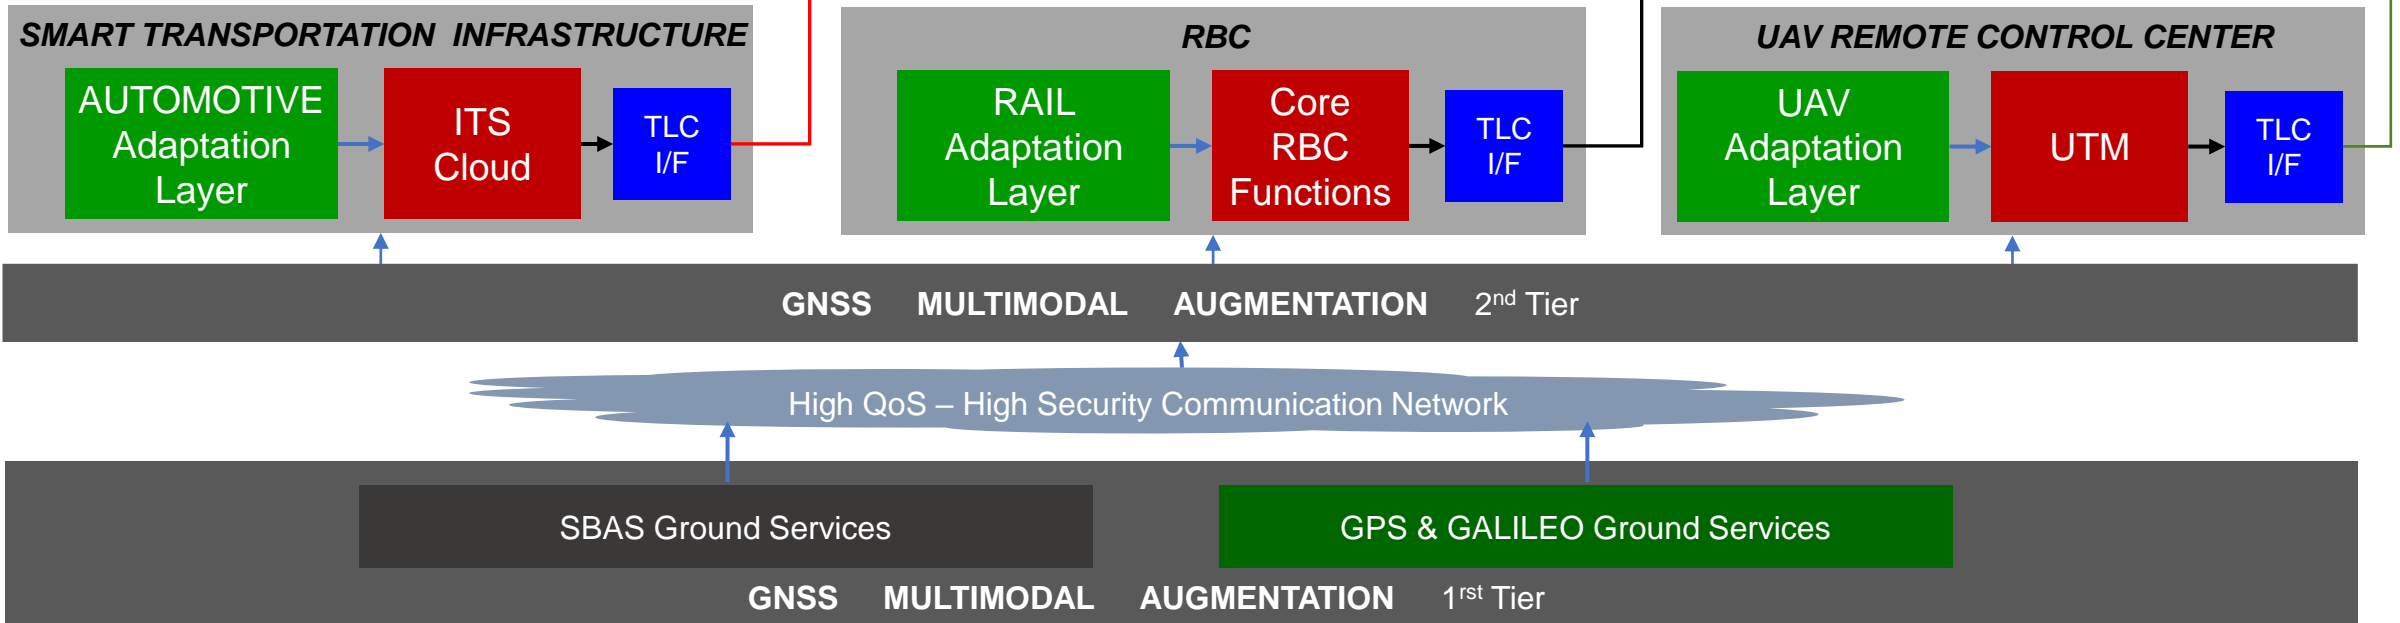 SMART TRANSPORTATION INFRASTRUCTURE
AUTOMOTIVE
Adaptation
Layer
ITS
Cloud
TLC
I/F
RBC
RAIL
Adaptation
Layer
Core
RBC
Functions
TLC
I/F
UAV REMOTE CONTROL CENTER
UAV
Adaptation
Layer
UTM
TLC
I/F
GNSS MULTIMODAL AUGMENTATION 2nd Tier
High QoS – High Security Communication Network
SBAS Ground Services
GPS & GALILEO Ground Services
GNSS MULTIMODAL AUGMENTATION 1rst Tier